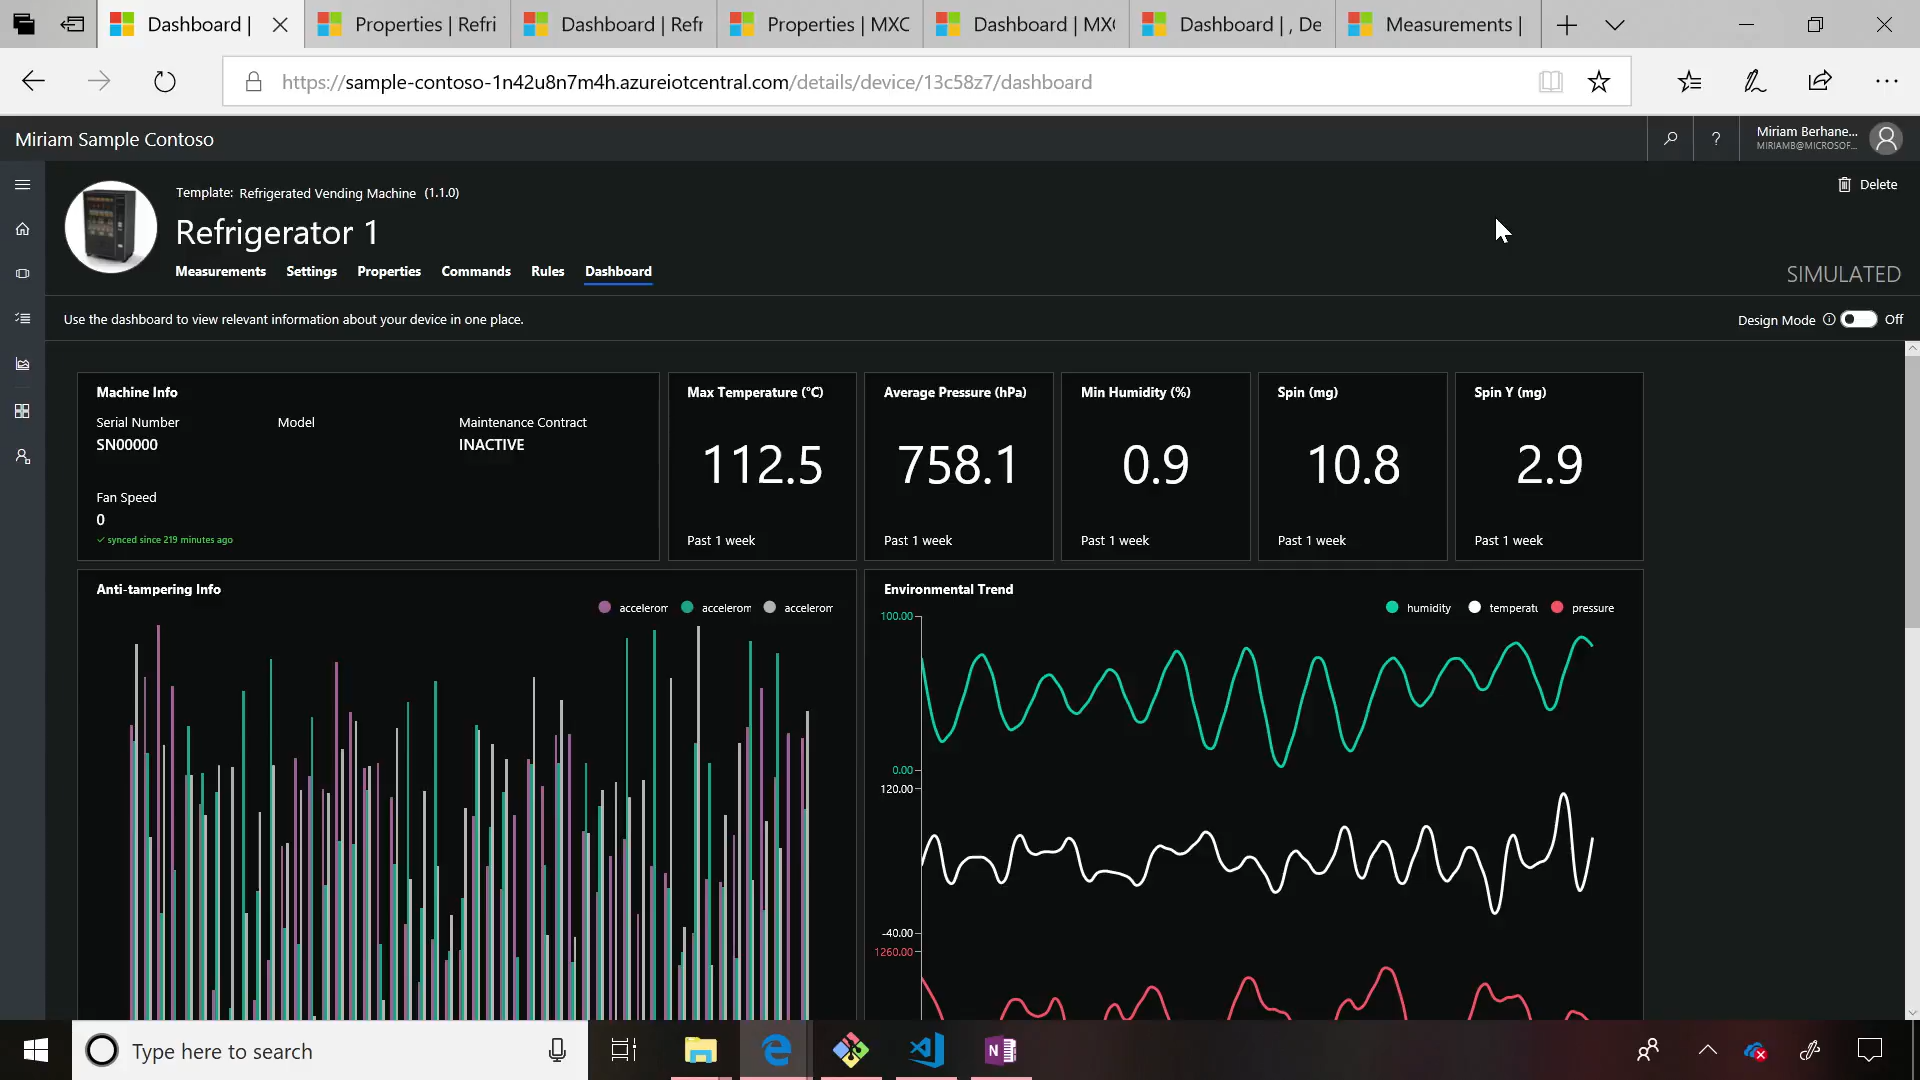 Dashboard |
Properties | Refri
Dashboard | Refr
Properties | MXC
Dashboard | MXC
Dashboard | , De
Measurements |
https://sample-contoso-1n42u8n7m4h.azureiotcentral.com/details/device/13c58z7/dashboard
Miriam Sample Contoso
?
Miriam Berhane...
MIRIAMB@MICROSOF...
Template: Refrigerated Vending Machine (1.1.0)
Delete
Refrigerator 1
Measurements Settings Properties Commands Rules Dashboard
SIMULATED
Use the dashboard to view relevant information about your device in one place.
Design Mode Off
Machine Info
Serial Number Model Maintenance Contract
SN00000 INACTIVE
Fan Speed
0
synced since 219 minutes ago
Max Temperature (°C)
112.5
Past 1 week
Average Pressure (hPa)
758.1
Past 1 week
Min Humidity (%)
0.9
Past 1 week
Spin (mg)
10.8
Past 1 week
Spin Y (mg)
2.9
Past 1 week
Anti-tampering Info
accelerom accelerom accelerom
Environmental Trend
humidity temperatu pressure
100.00
0.00
120.00
-40.00
1260.00
Type here to search
N